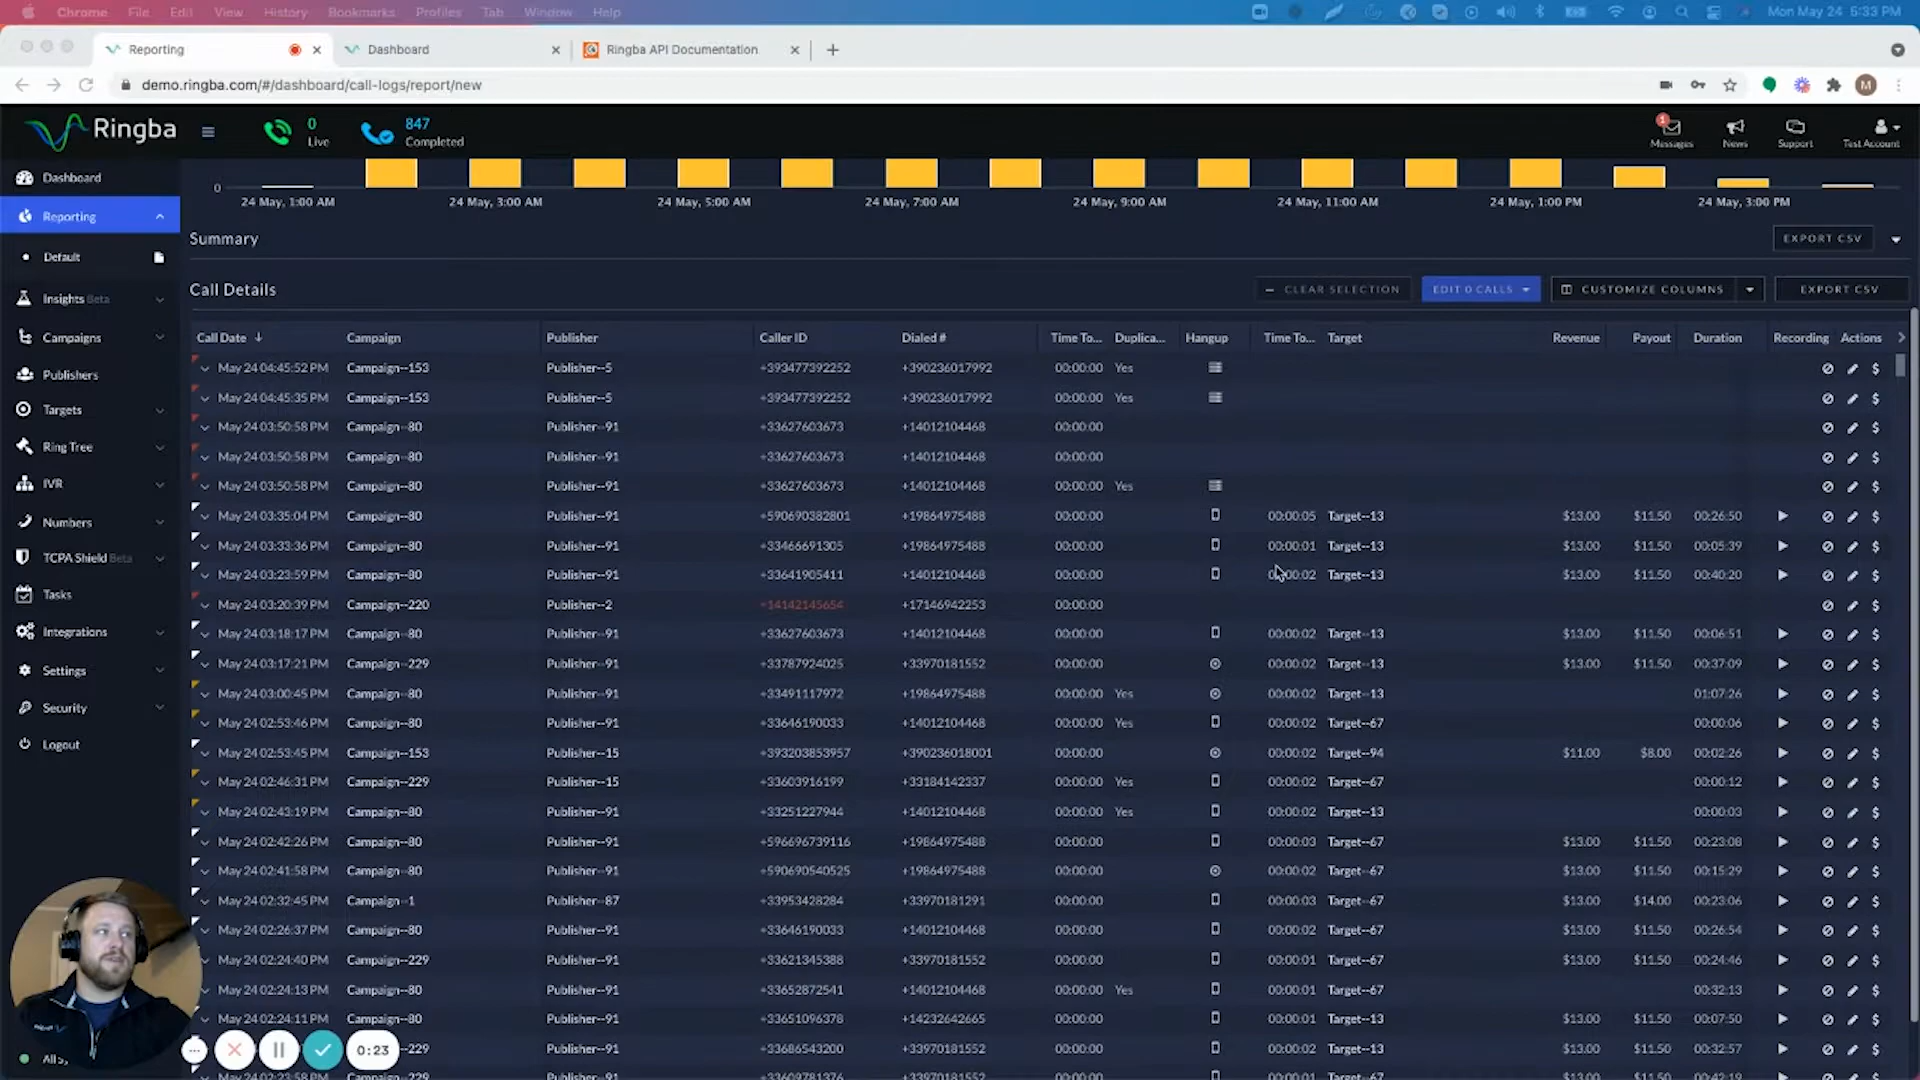 Chrome File Edit View History Bookmarks Profiles Tab Window Help Mon May 24 5:33 PM
Reporting Dashboard Ringba API Documentation
demo.ringba.com/#/dashboard/call-logs/report/new M
Ringba 0 Live 847 Completed 1 Messages News Support Test Account
Dashboard
Reporting
Default
Insights Beta
Campaigns
Publishers
Targets
Ring Tree
IVR
Numbers
TCPA Shield Beta
Tasks
Integrations
Settings
Security
Logout
0
24 May, 1:00 AM 24 May, 3:00 AM 24 May, 5:00 AM 24 May, 7:00 AM 24 May, 9:00 AM 24 May, 11:00 AM 24 May, 1:00 PM 24 May, 3:00 PM
Summary EXPORT CSV
Call Details CLEAR SELECTION EDIT 0 CALLS CUSTOMIZE COLUMNS EXPORT CSV
Call Date Campaign Publisher Caller ID Dialed # Time To... Duplica... Hangup Time To... Target Revenue Payout Duration Recording Actions
May 24 04:45:52 PM Campaign--153 Publisher--5 +393477392252 +390236017992 00:00:00 Yes $
May 24 04:45:35 PM Campaign--153 Publisher--5 +393477392252 +390236017992 00:00:00 Yes $
May 24 03:50:58 PM Campaign--80 Publisher--91 +33627603673 +14012104468 00:00:00 $
May 24 03:50:58 PM Campaign--80 Publisher--91 +33627603673 +14012104468 00:00:00 $
May 24 03:50:58 PM Campaign--80 Publisher--91 +33627603673 +14012104468 00:00:00 Yes $
May 24 03:35:04 PM Campaign--80 Publisher--91 +590690382801 +19864975488 00:00:00 00:00:05 Target--13 $13.00 $11.50 00:26:50 $
May 24 03:33:36 PM Campaign--80 Publisher--91 +33466691305 +19864975488 00:00:00 00:00:01 Target--13 $13.00 $11.50 00:05:39 $
May 24 03:23:59 PM Campaign--80 Publisher--91 +33641905411 +14012104468 00:00:00 00:00:02 Target--13 $13.00 $11.50 00:40:20 $
May 24 03:20:39 PM Campaign--220 Publisher--2 +14142145654 +17146942253 00:00:00 $
May 24 03:18:17 PM Campaign--80 Publisher--91 +33627603673 +14012104468 00:00:00 00:00:02 Target--13 $13.00 $11.50 00:06:51 $
May 24 03:17:21 PM Campaign--229 Publisher--91 +33787924025 +33970181552 00:00:00 00:00:02 Target--13 $13.00 $11.50 00:37:09 $
May 24 03:00:45 PM Campaign--80 Publisher--91 +33491117972 +19864975488 00:00:00 Yes 00:00:02 Target--13 01:07:26 $
May 24 02:53:46 PM Campaign--80 Publisher--91 +33646190033 +14012104468 00:00:00 Yes 00:00:02 Target--67 00:00:06 $
May 24 02:53:45 PM Campaign--153 Publisher--15 +393203853957 +390236018001 00:00:00 00:00:02 Target--94 $11.00 $8.00 00:02:26 $
May 24 02:46:31 PM Campaign--229 Publisher--15 +33603916199 +33184142337 00:00:00 Yes 00:00:02 Target--67 00:00:12 $
May 24 02:43:19 PM Campaign--80 Publisher--91 +33251227944 +14012104468 00:00:00 Yes 00:00:02 Target--13 00:00:03 $
May 24 02:42:26 PM Campaign--80 Publisher--91 +596696739116 +19864975488 00:00:00 00:00:03 Target--67 $13.00 $11.50 00:23:08 $
May 24 02:41:58 PM Campaign--80 Publisher--91 +590690540525 +19864975488 00:00:00 00:00:02 Target--67 $13.00 $11.50 00:15:29 $
May 24 02:32:45 PM Campaign--1 Publisher--87 +33953428284 +33970181291 00:00:00 00:00:03 Target--67 $13.00 $14.00 00:23:06 $
May 24 02:26:37 PM Campaign--80 Publisher--91 +33646190033 +14012104468 00:00:00 00:00:02 Target--67 $13.00 $11.50 00:26:54 $
May 24 02:24:40 PM Campaign--229 Publisher--91 +33621345388 +33970181552 00:00:00 00:00:01 Target--67 $13.00 $11.50 00:24:46 $
May 24 02:24:13 PM Campaign--80 Publisher--91 +33652872541 +14012104468 00:00:00 Yes 00:00:01 Target--67 00:32:13 $
May 24 02:24:11 PM Campaign--80 Publisher--91 +33651096378 +14232642665 00:00:00 00:00:01 Target--13 $13.00 $11.50 00:07:50 $
All Sy 0:23 --229 Publisher--91 +33686543200 +33970181552 00:00:00 00:00:02 Target--13 $13.00 $11.50 00:32:57 $
May 24 02:23:58 PM Campaign--229 Publisher--91 +33609781376 +33970181552 00:00:00 00:00:01 Target--67 $13.00 $11.50 00:42:19 $